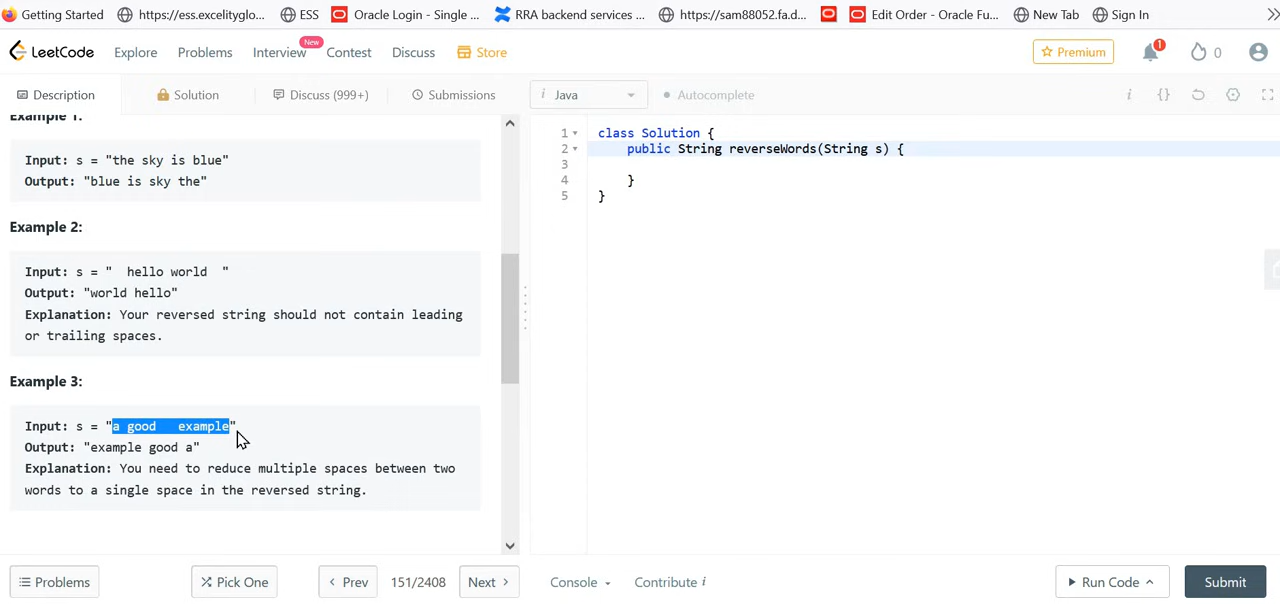 Getting Started https://ess.excelityglo... ESS Oracle Login - Single ... RRA backend services ... https://sam88052.fa.d... Edit Order - Oracle Fu... New Tab Sign In
LeetCode Explore Problems Interview New Contest Discuss Store Premium 1 0
Description Solution Discuss (999+) Submissions i Java Autocomplete i {}
Example 1:
Input: s = "the sky is blue"
Output: "blue is sky the"
Example 2:
Input: s = "  hello world  "
Output: "world hello"
Explanation: Your reversed string should not contain leading
or trailing spaces.
Example 3:
Input: s = "a good   example"
Output: "example good a"
Explanation: You need to reduce multiple spaces between two
words to a single space in the reversed string.
1 class Solution {
2 public String reverseWords(String s) {
3
4 }
5 }
Problems Pick One Prev 151/2408 Next Console Contribute i Run Code Submit